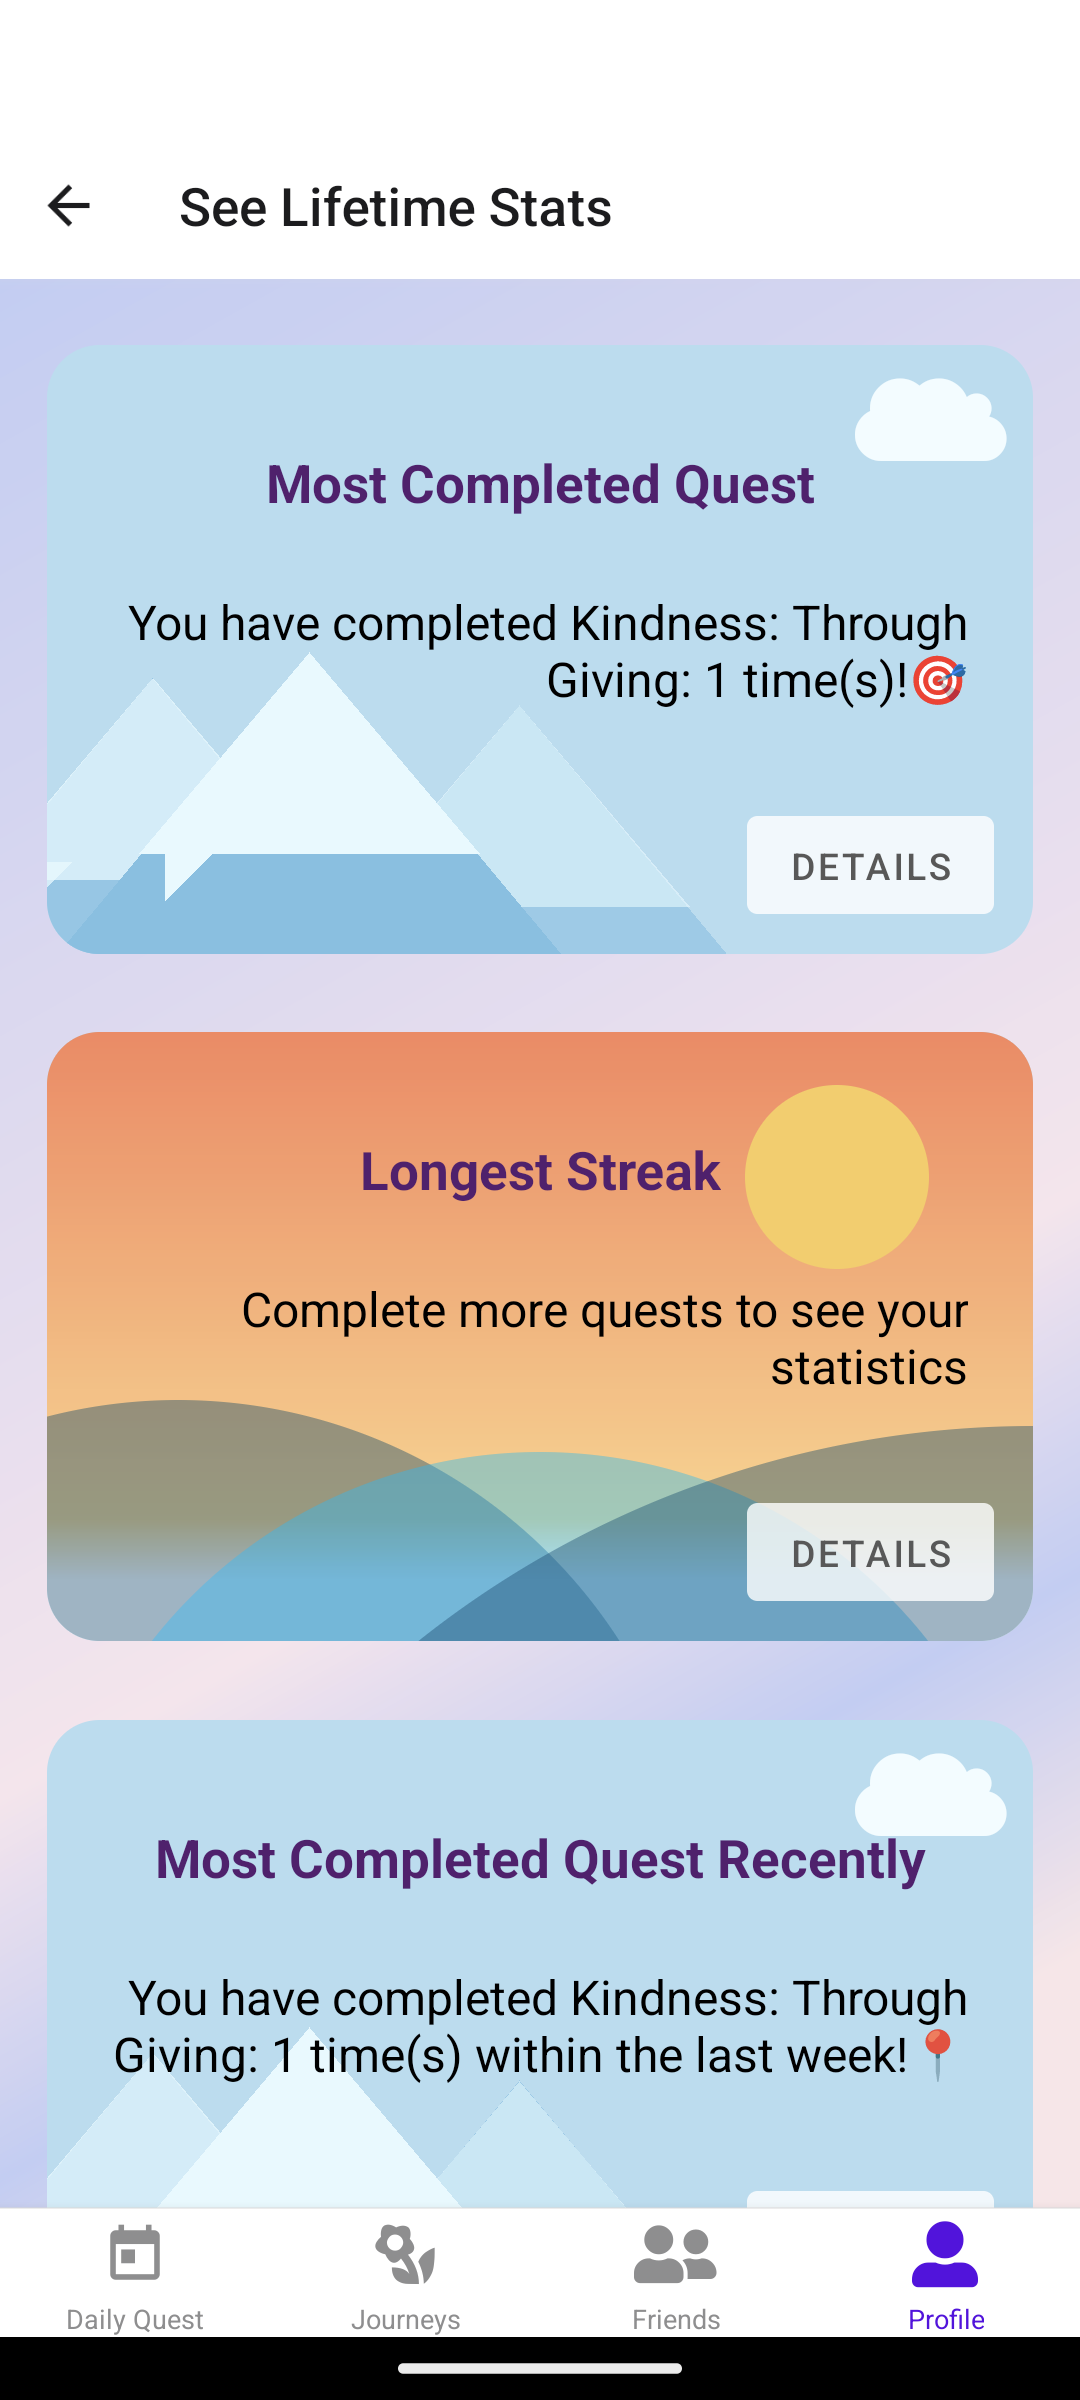 See Lifetime Stats
Most Completed Quest
You have completed Kindness: Through
Giving: 1 time(s)!🎯
DETAILS
Longest Streak
Complete more quests to see your
statistics
DETAILS
Most Completed Quest Recently
You have completed Kindness: Through
Giving: 1 time(s) within the last week!📍
Daily Quest
Journeys
Friends
Profile